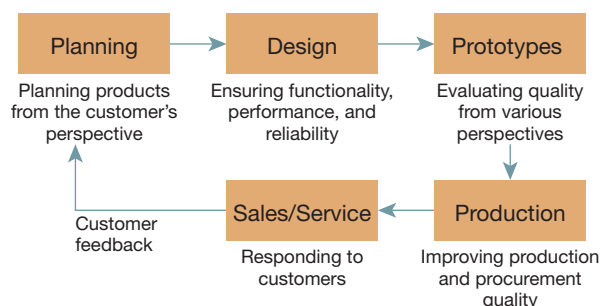 Planning
Design
Prototypes
Planning products
from the customer's
perspective
Ensuring functionality,
performance, and
reliability
Evaluating quality
from various
perspectives
Sales/Service
Production
Customer
feedback
Responding to
customers
Improving production
and procurement
quality